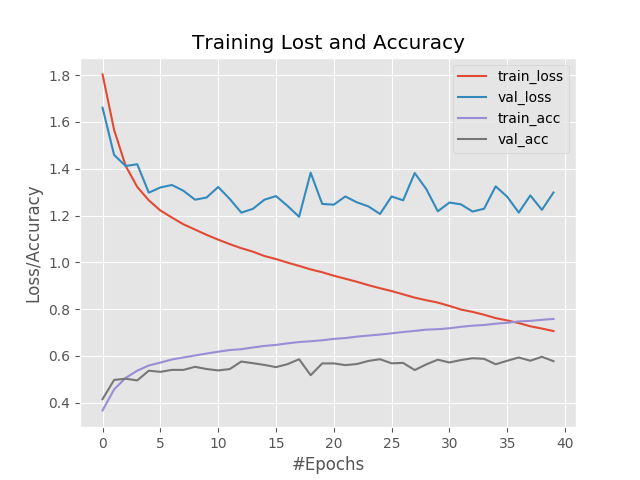 Training Lost and Accuracy
train_loss
val_loss
train_acc
val_acc
Loss/Accuracy
1.8
1.6
1.4
1.2
1.0
0.8
0.6
0.4
0 5 10 15 20 25 30 35 40
#Epochs